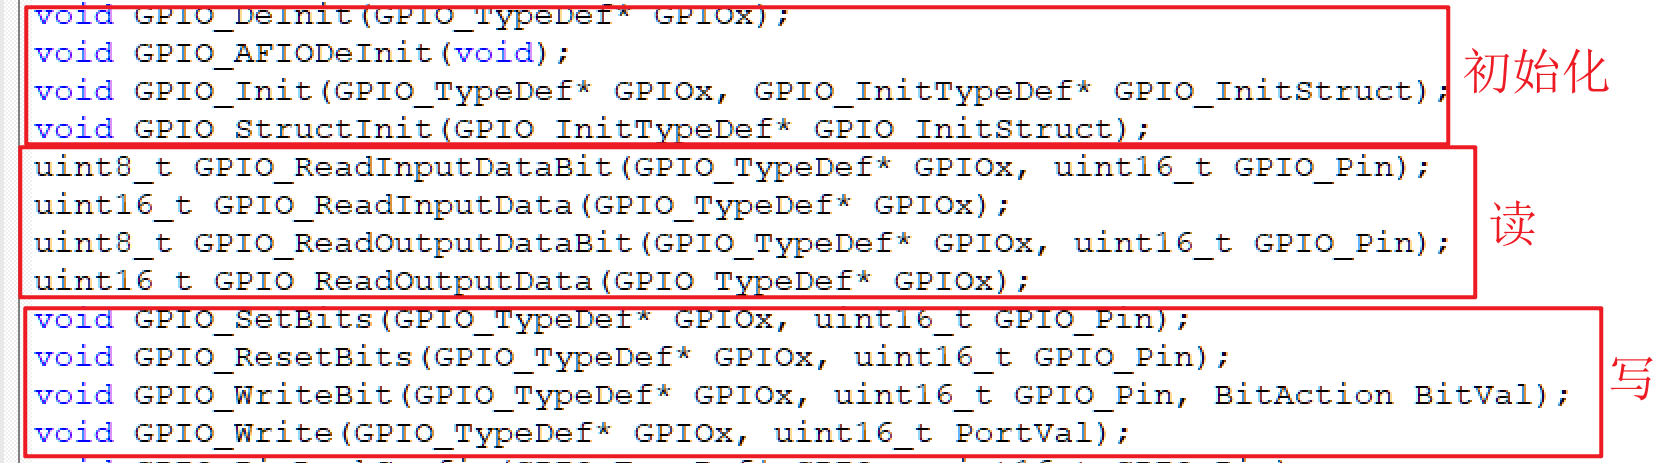 void GPIO_DeInit(GPIO_TypeDef* GPIOx);
void GPIO_AFIODeInit(void);
void GPIO_Init(GPIO_TypeDef* GPIOx, GPIO_InitTypeDef* GPIO_InitStruct);
void GPIO_StructInit(GPIO_InitTypeDef* GPIO_InitStruct);
初始化
uint8_t GPIO_ReadInputDataBit(GPIO_TypeDef* GPIOx, uint16_t GPIO_Pin);
uint16_t GPIO_ReadInputData(GPIO_TypeDef* GPIOx);
uint8_t GPIO_ReadOutputDataBit(GPIO_TypeDef* GPIOx, uint16_t GPIO_Pin);
uint16_t GPIO_ReadOutputData(GPIO_TypeDef* GPIOx);
读
void GPIO_SetBits(GPIO_TypeDef* GPIOx, uint16_t GPIO_Pin);
void GPIO_ResetBits(GPIO_TypeDef* GPIOx, uint16_t GPIO_Pin);
void GPIO_WriteBit(GPIO_TypeDef* GPIOx, uint16_t GPIO_Pin, BitAction BitVal);
void GPIO_Write(GPIO_TypeDef* GPIOx, uint16_t PortVal);
写